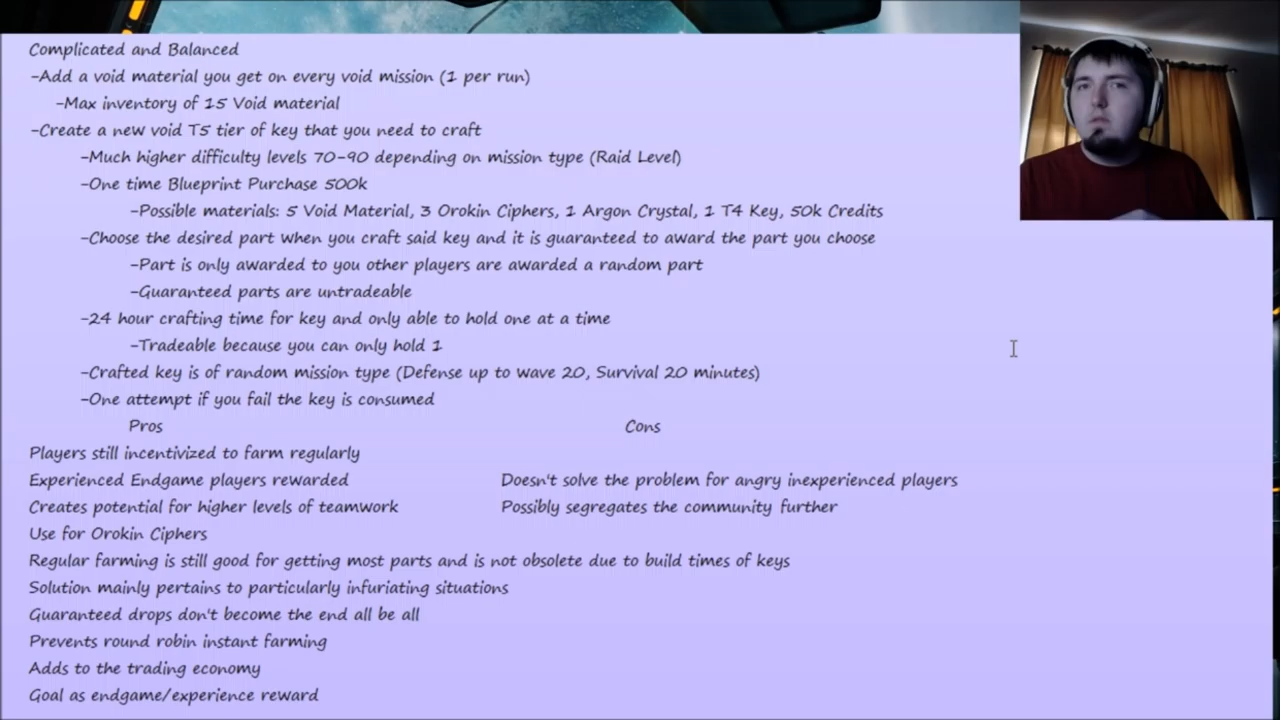 Complicated and Balanced
-Add a void material you get on every void mission (1 per run)
-Max inventory of 15 Void material
-Create a new void T5 tier of key that you need to craft
-Much higher difficulty levels 70-90 depending on mission type (Raid Level)
-One time Blueprint Purchase 500k
-Possible materials: 5 Void Material, 3 Orokin Ciphers, 1 Argon Crystal, 1 T4 Key, 50k Credits
-Choose the desired part when you craft said key and it is guaranteed to award the part you choose
-Part is only awarded to you other players are awarded a random part
-Guaranteed parts are untradeable
-24 hour crafting time for key and only able to hold one at a time
-Tradeable because you can only hold 1
-Crafted key is of random mission type (Defense up to wave 20, Survival 20 minutes)
-One attempt if you fail the key is consumed
Pros Cons
Players still incentivized to farm regularly
Experienced Endgame players rewarded Doesn't solve the problem for angry inexperienced players
Creates potential for higher levels of teamwork Possibly segregates the community further
Use for Orokin Ciphers
Regular farming is still good for getting most parts and is not obsolete due to build times of keys
Solution mainly pertains to particularly infuriating situations
Guaranteed drops don't become the end all be all
Prevents round robin instant farming
Adds to the trading economy
Goal as endgame/experience reward